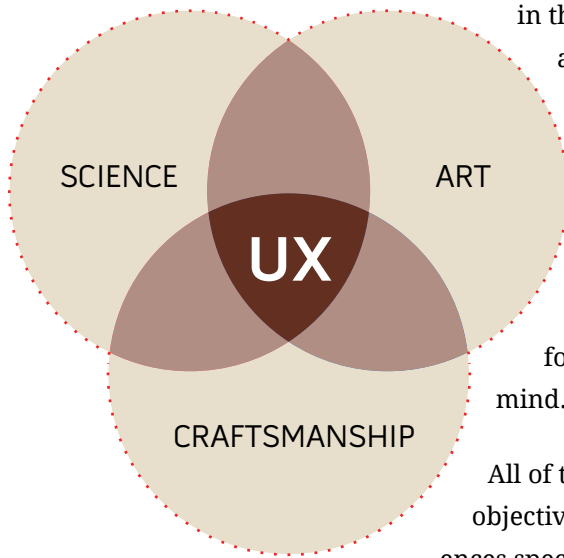 in th
a
SCIENCE
ART
UX
fo
mind.
CRAFTSMANSHIP
All of t
objectiv